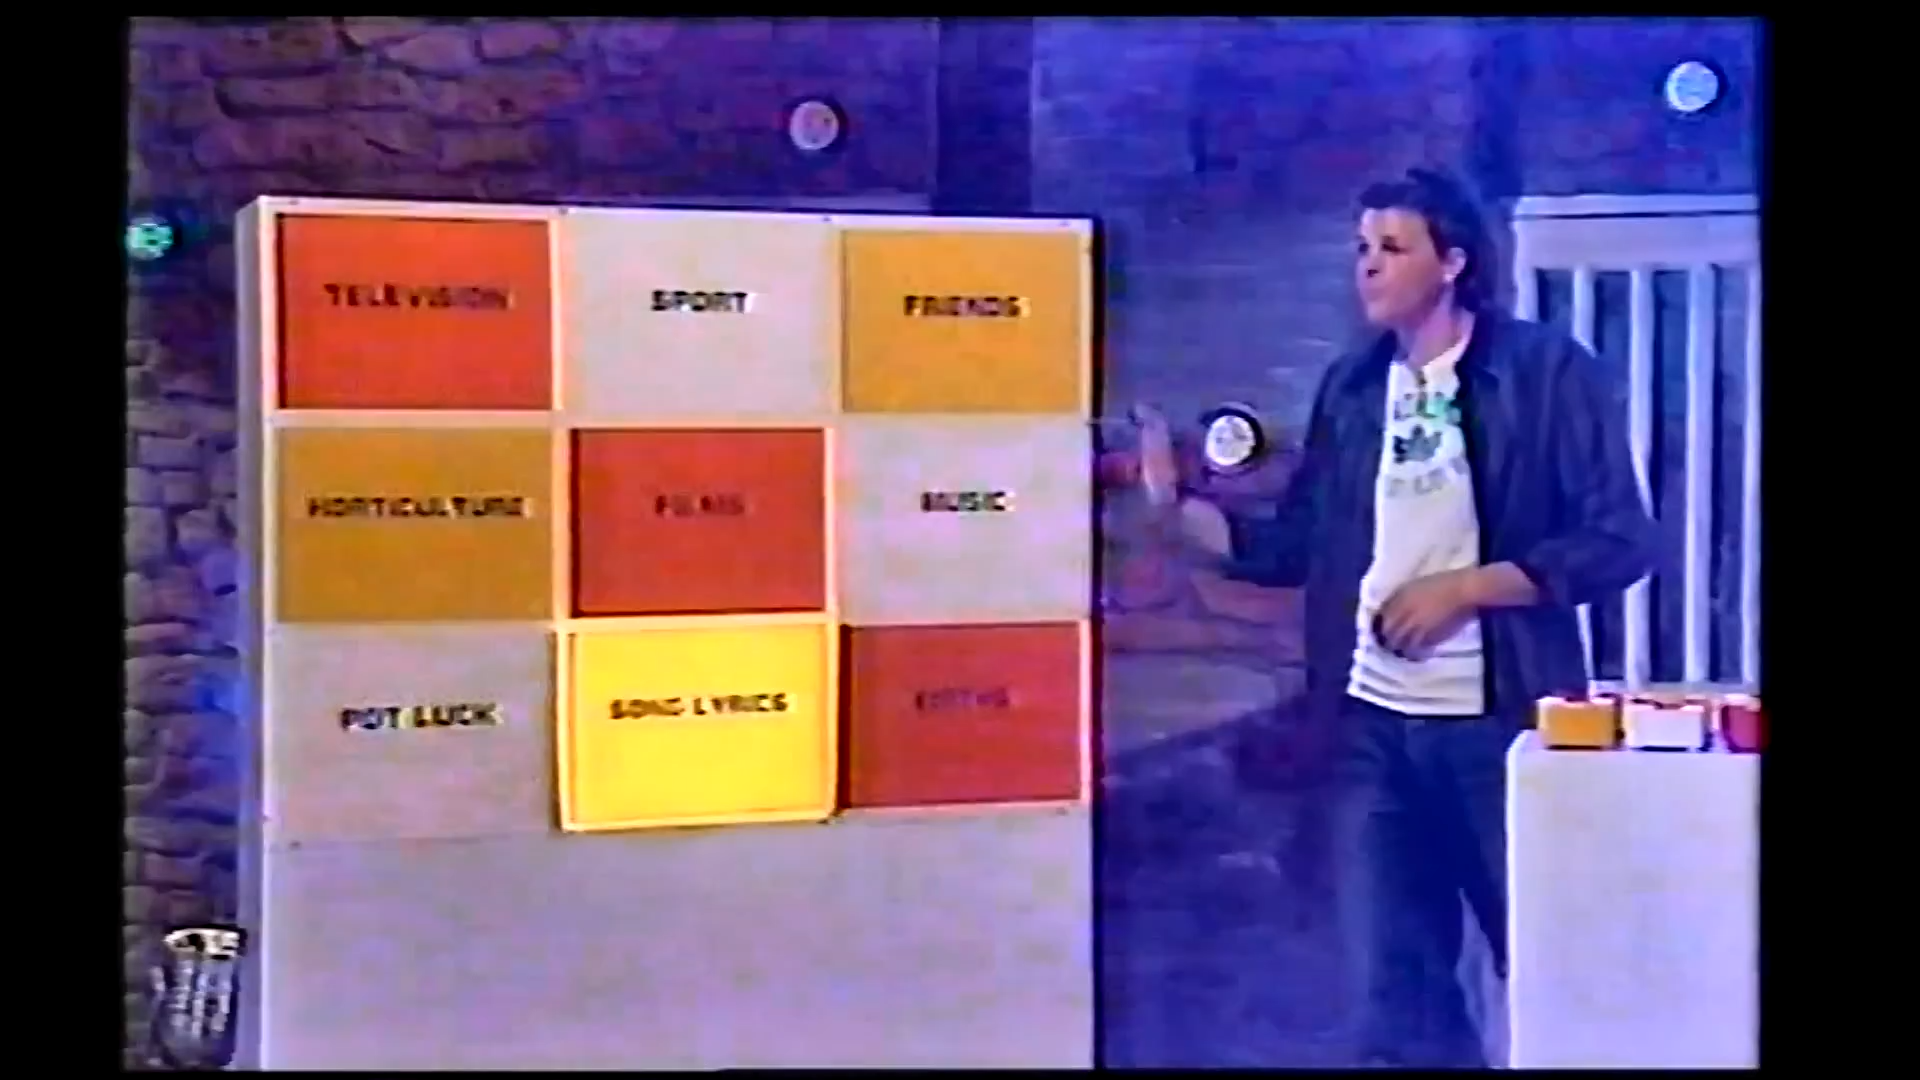 TELEVISION
SPORT
FRIENDS
HORTICULTURE
FILMS
MUSIC
POT LUCK
SONG LYRICS